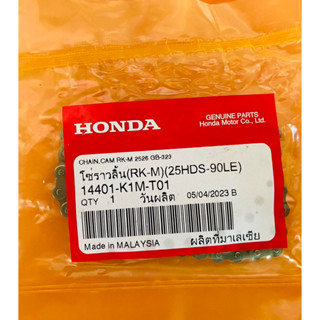 HONDA
GENUINE PARTS
Honda Motor Co., Ltd.
CHAIN,CAM RK-M 2526 GB-323
โซ่ราวลิ้น(RK-M)(25HDS-90LE)
14401-K1M-T01
QTY 1 วันผลิต 05/04/2023 B
Made in MALAYSIA ผลิตที่มาเลเซีย